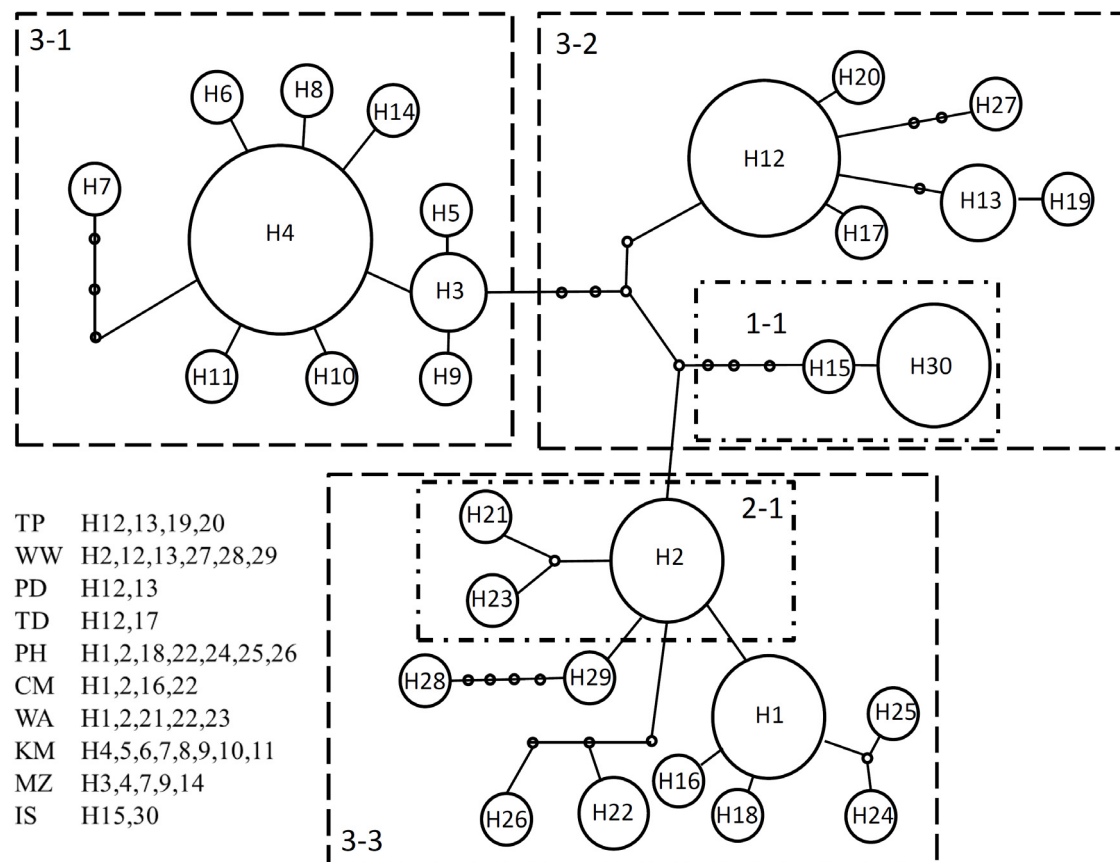 3-1
H6
H8
H14
H7
H4
H5
H3
H9
H11
H10
3-2
H20
H27
H12
H13
H19
H17
1-1
H15
H30
2-1
H21
H2
H23
H28
H29
H1
H25
H16
H18
H24
H26
H22
3-3
TP H12,13,19,20
WW H2,12,13,27,28,29
PD H12,13
TD H12,17
PH H1,2,18,22,24,25,26
CM H1,2,16,22
WA H1,2,21,22,23
KM H4,5,6,7,8,9,10,11
MZ H3,4,7,9,14
IS H15,30